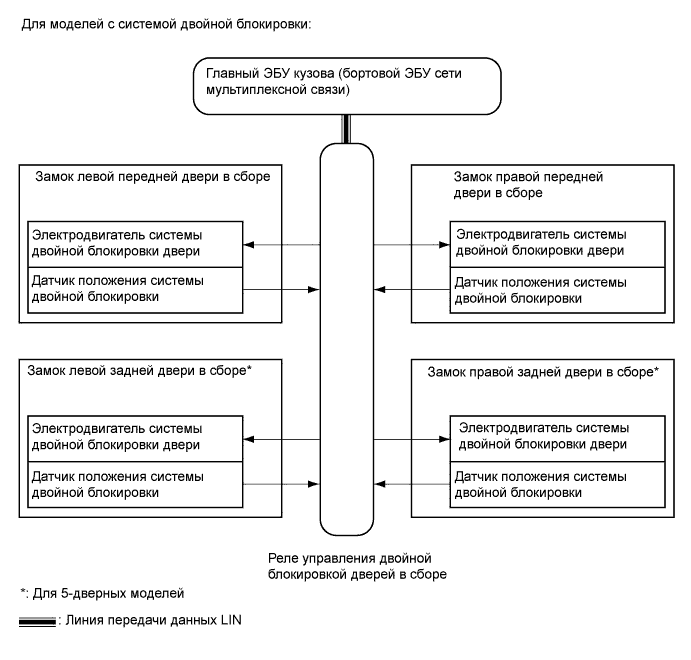 Для моделей с системой двойной блокировки:
Главный ЭБУ кузова (бортовой ЭБУ сети
мультиплексной связи)
Замок левой передней двери в сборе
Электродвигатель системы
двойной блокировки двери
Датчик положения системы
двойной блокировки
Замок правой передней
двери в сборе
Электродвигатель системы
двойной блокировки двери
Датчик положения системы
двойной блокировки
Замок левой задней двери в сборе*
Электродвигатель системы
двойной блокировки двери
Датчик положения системы
двойной блокировки
Замок правой задней двери в сборе*
Электродвигатель системы
двойной блокировки двери
Датчик положения системы
двойной блокировки
Реле управления двойной
блокировкой дверей в сборе
*: Для 5-дверных моделей
: Линия передачи данных LIN